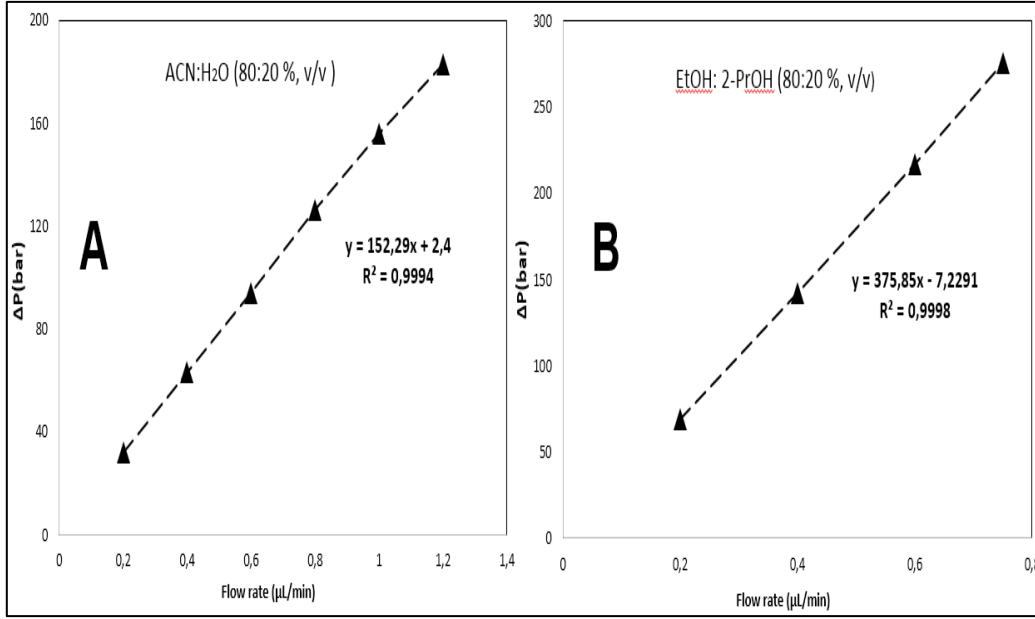 200
160
120
80
40
0
ΔP(bar)
ACN:H2O (80:20 %, v/v )
A
y = 152,29x + 2,4
R² = 0,9994
0
0,2
0,4
0,6
0,8
1
1,2
1,4
Flow rate (µL/min)
300
250
200
150
100
50
0
ΔP(bar)
EtOH: 2-PrOH (80:20 %, v/v)
B
y = 375,85x - 7,2291
R² = 0,9998
0
0,2
0,4
0,6
0,8
Flow rate (µL/min)